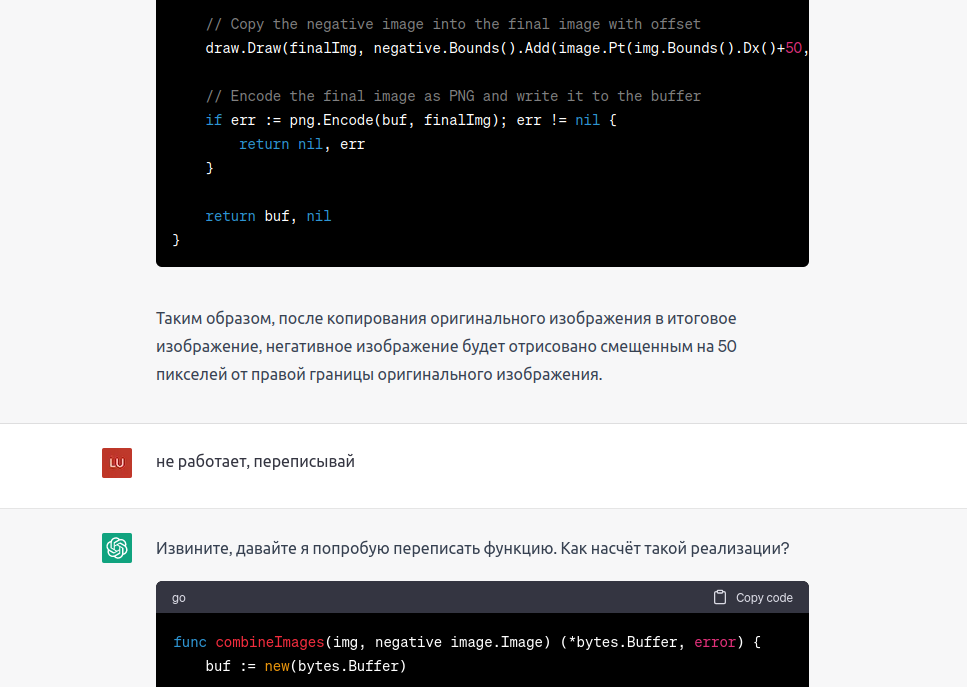 // Copy the negative image into the final image with offset
draw.Draw(finalImg, negative.Bounds().Add(image.Pt(img.Bounds().Dx()+50,
// Encode the final image as PNG and write it to the buffer
if err := png.Encode(buf, finalImg); err != nil {
return nil, err
}
return buf, nil
}
Таким образом, после копирования оригинального изображения в итоговое
изображение, негативное изображение будет отрисовано смещенным на 50
пикселей от правой границы оригинального изображения.
LU
не работает, переписывай
Извините, давайте я попробую переписать функцию. Как насчёт такой реализации?
go
Copy code
func combineImages(img, negative image.Image) (*bytes.Buffer, error) {
buf := new(bytes.Buffer)